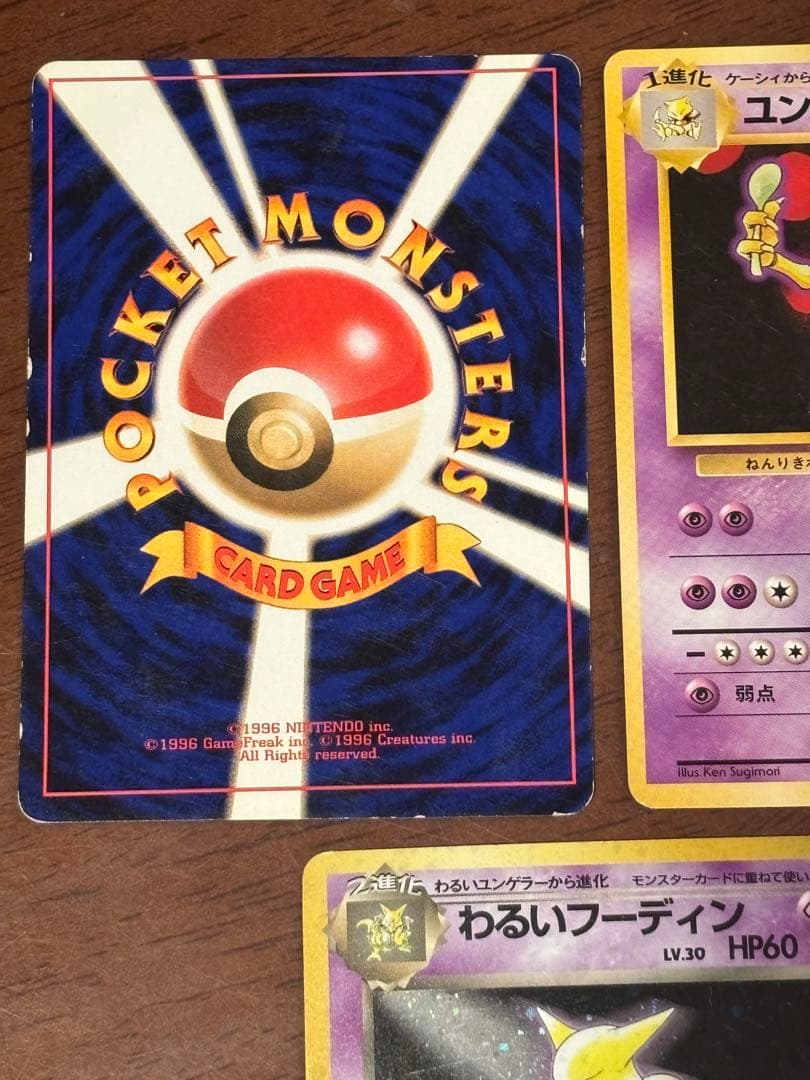 POCKET MONSTERS
CARD GAME
©1996 NINTENDO inc.
©1996 GameFreak inc. ©1996 Creatures inc.
All Rights reserved.
1進化 ケーシィから
ユン
ねんりきポ
弱点
Illus. Ken Sugimori
2進化 わるいユンゲラーから進化 モンスターカードに重ねて使い
わるいフーディン
LV.30 HP60